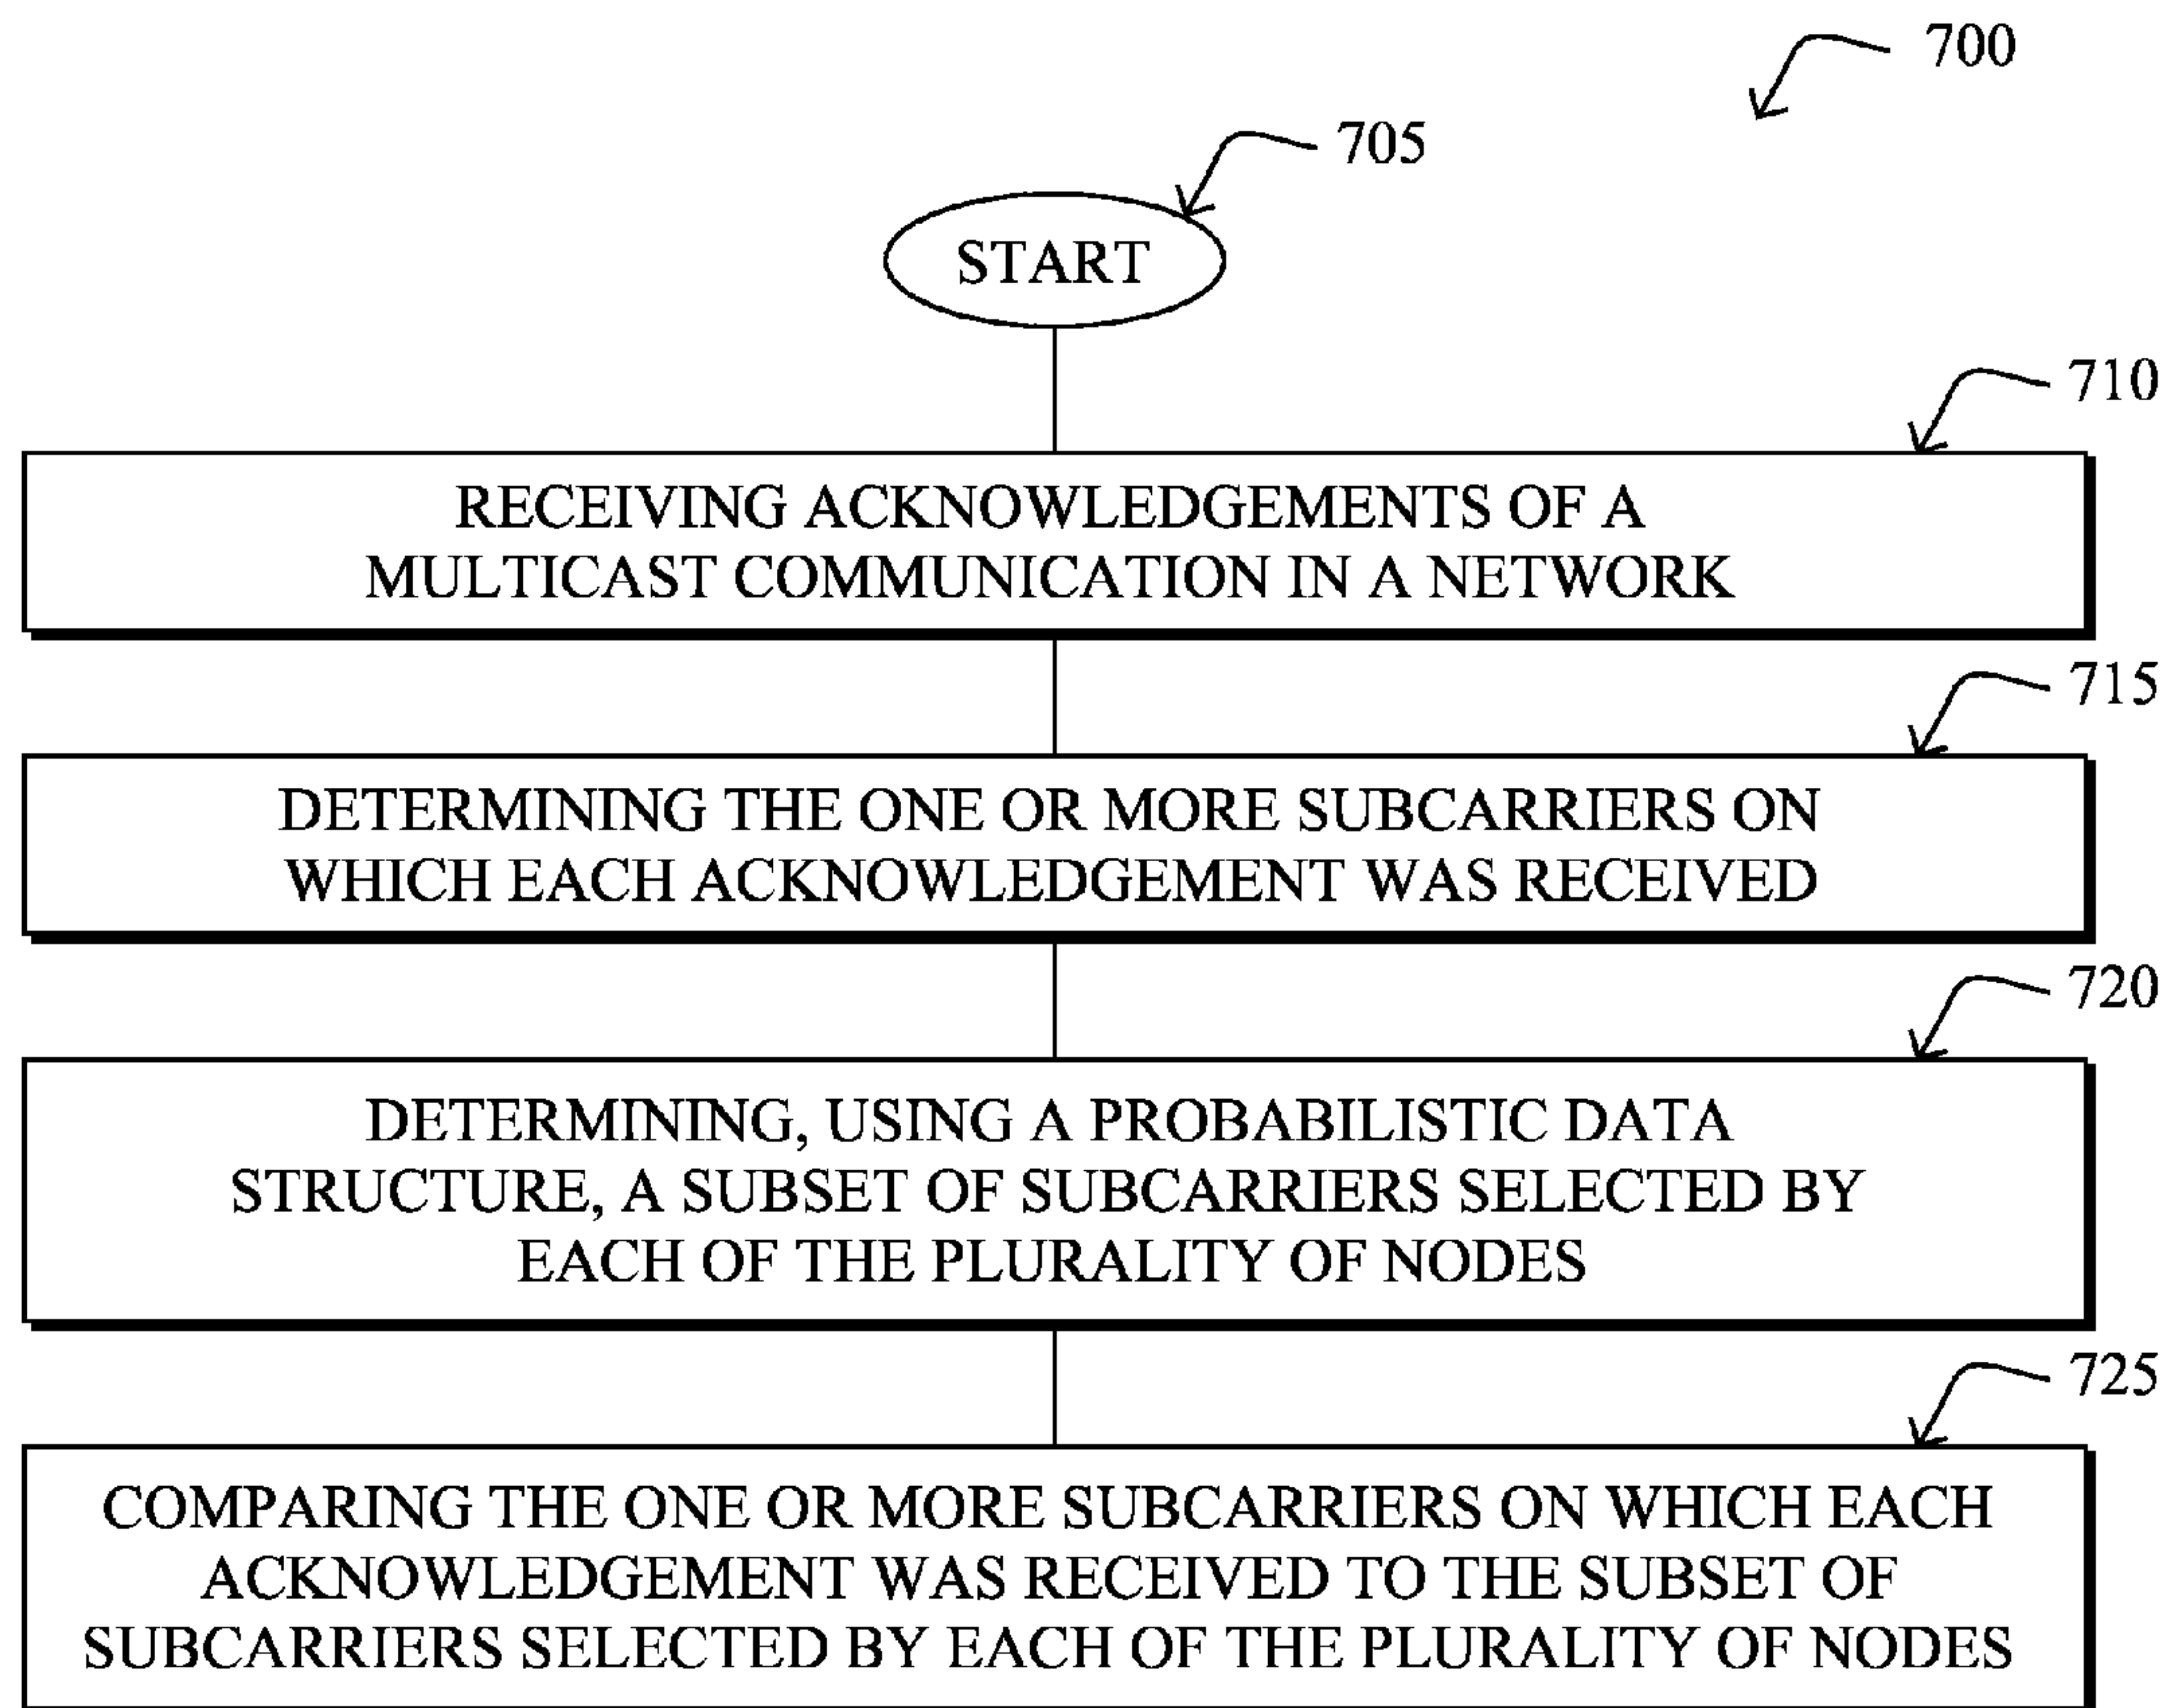 700
705
START
710
RECEIVING ACKNOWLEDGEMENTS OF A
MULTICAST COMMUNICATION IN A NETWORK
715
DETERMINING THE ONE OR MORE SUBCARRIERS ON
WHICH EACH ACKNOWLEDGEMENT WAS RECEIVED
720
DETERMINING, USING A PROBABILISTIC DATA
STRUCTURE, A SUBSET OF SUBCARRIERS SELECTED BY
EACH OF THE PLURALITY OF NODES
725
COMPARING THE ONE OR MORE SUBCARRIERS ON WHICH EACH
ACKNOWLEDGEMENT WAS RECEIVED TO THE SUBSET OF
SUBCARRIERS SELECTED BY EACH OF THE PLURALITY OF NODES